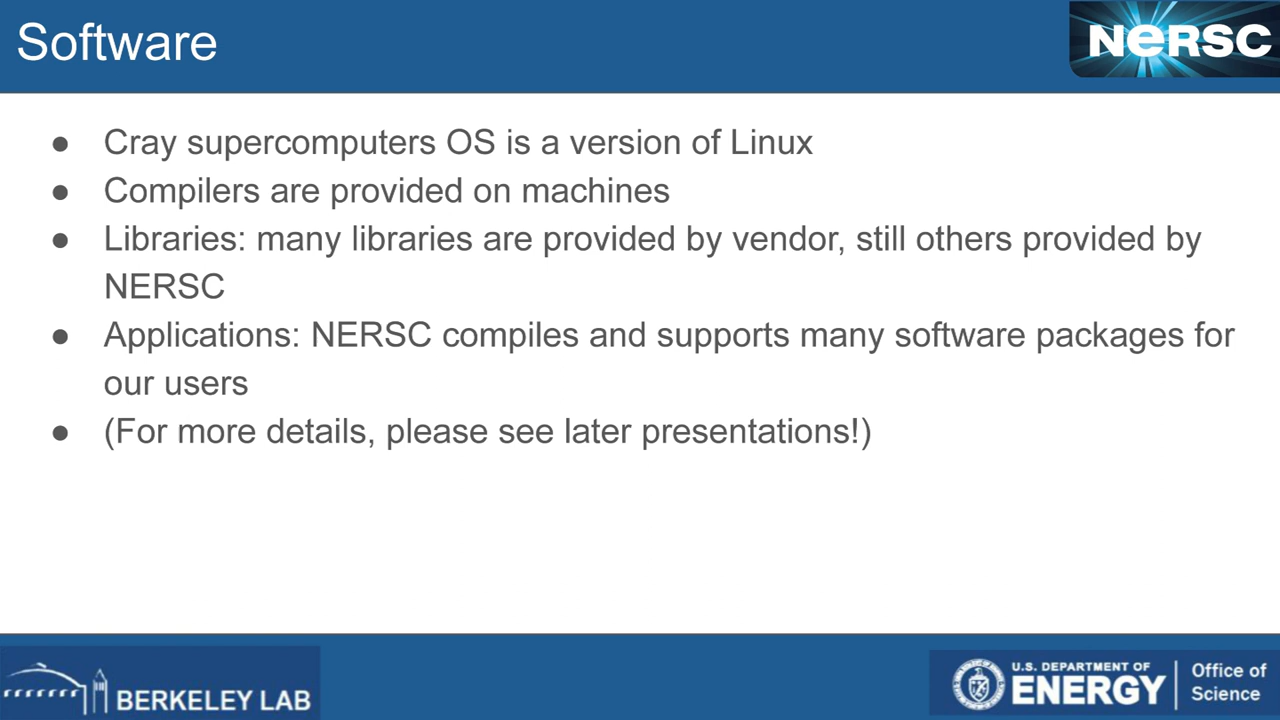 Software
NERSC
● Cray supercomputers OS is a version of Linux
● Compilers are provided on machines
● Libraries: many libraries are provided by vendor, still others provided by
NERSC
● Applications: NERSC compiles and supports many software packages for
our users
● (For more details, please see later presentations!)
BERKELEY LAB
U.S. DEPARTMENT OF
ENERGY
Office of
Science